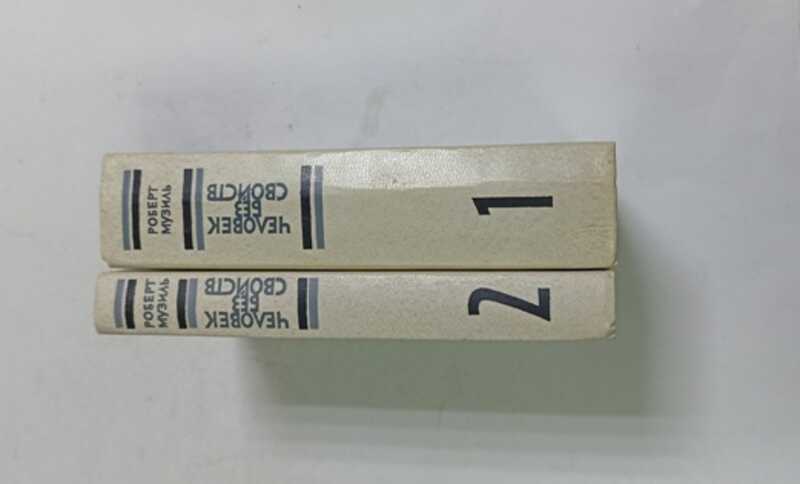 РОБЕРТ
МУЗИЛЬ
ЧЕЛОВЕК
БЕЗ
СВОЙСТВ
1
РОБЕРТ
МУЗИЛЬ
ЧЕЛОВЕК
БЕЗ
СВОЙСТВ
2